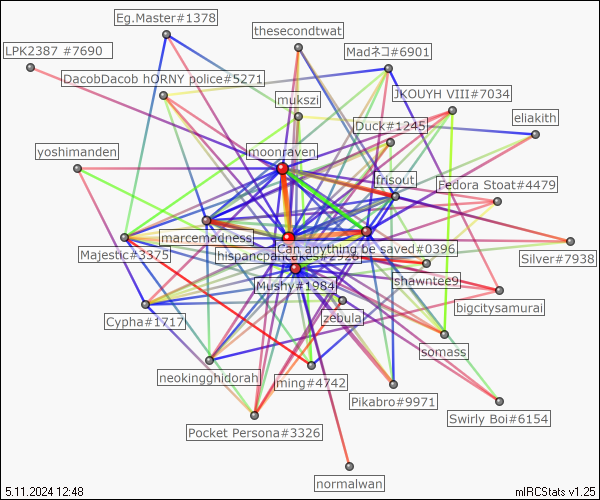 Eg.Master#1378
thesecondtwat
LPK2387 #7690
Madネコ#6901
DacobDacob hORNY police#5271
JKOUYH VIII#7034
mukszi
eliakith
Duck#1245
yoshimanden
moonraven
frisout
Fedora Stoat#4479
marcemadness
Can anything be saved#0396
Majestic#3375
hispancpancakes#2926
Silver#7938
shawntee9
Mushy#1984
bigcitysamurai
Cypha#1717
zebula
somass
neokingghidorah
ming#4742
Pikabro#9971
Swirly Boi#6154
Pocket Persona#3326
normalwan
5.11.2024 12:48
mIRCStats v1.25